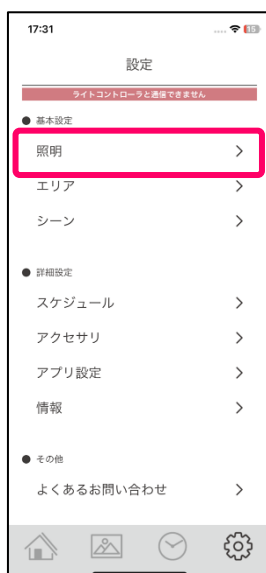 17:31
15
設定
ライトコントローラと通信できません
● 基本設定
照明
エリア
シーン
● 詳細設定
スケジュール
アクセサリ
アプリ設定
情報
● その他
よくあるお問い合わせ